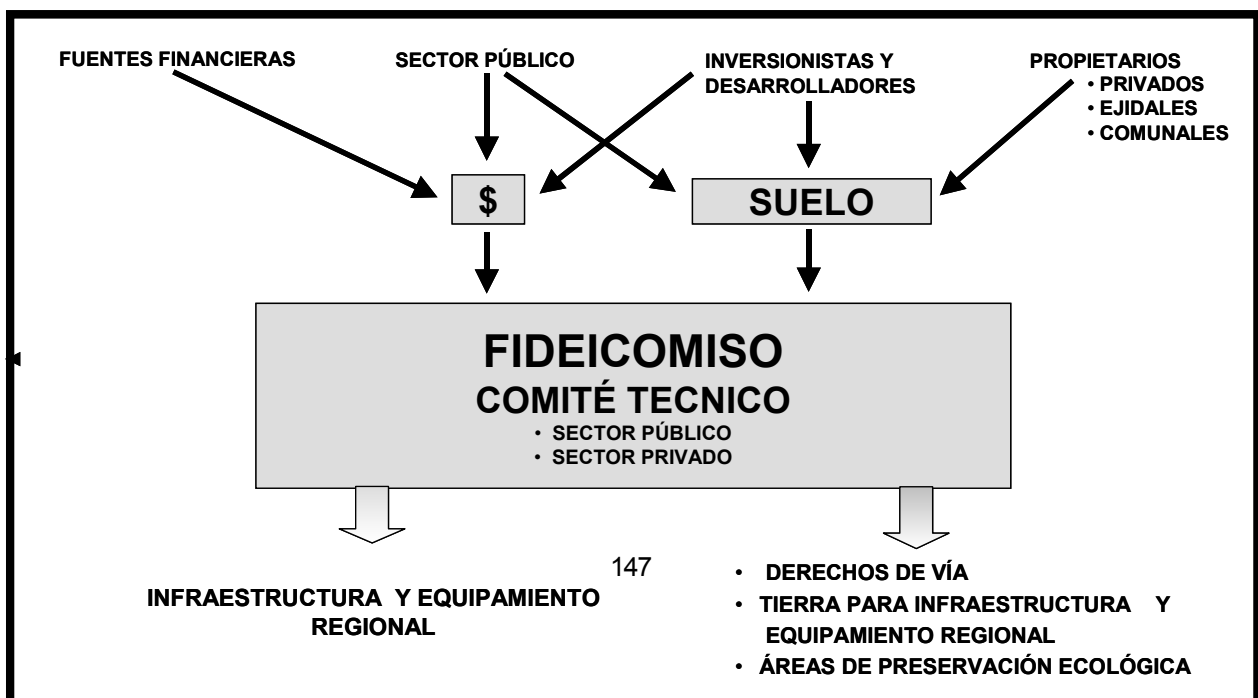 FUENTES FINANCIERAS
SECTOR PÚBLICO
INVERSIONISTAS Y
DESARROLLADORES
PROPIETARIOS
• PRIVADOS
• EJIDALES
• COMUNALES
$
SUELO
FIDEICOMISO
COMITÉ TECNICO
• SECTOR PÚBLICO
• SECTOR PRIVADO
147
INFRAESTRUCTURA Y EQUIPAMIENTO
REGIONAL
• DERECHOS DE VÍA
• TIERRA PARA INFRAESTRUCTURA Y
EQUIPAMIENTO REGIONAL
• ÁREAS DE PRESERVACIÓN ECOLÓGICA